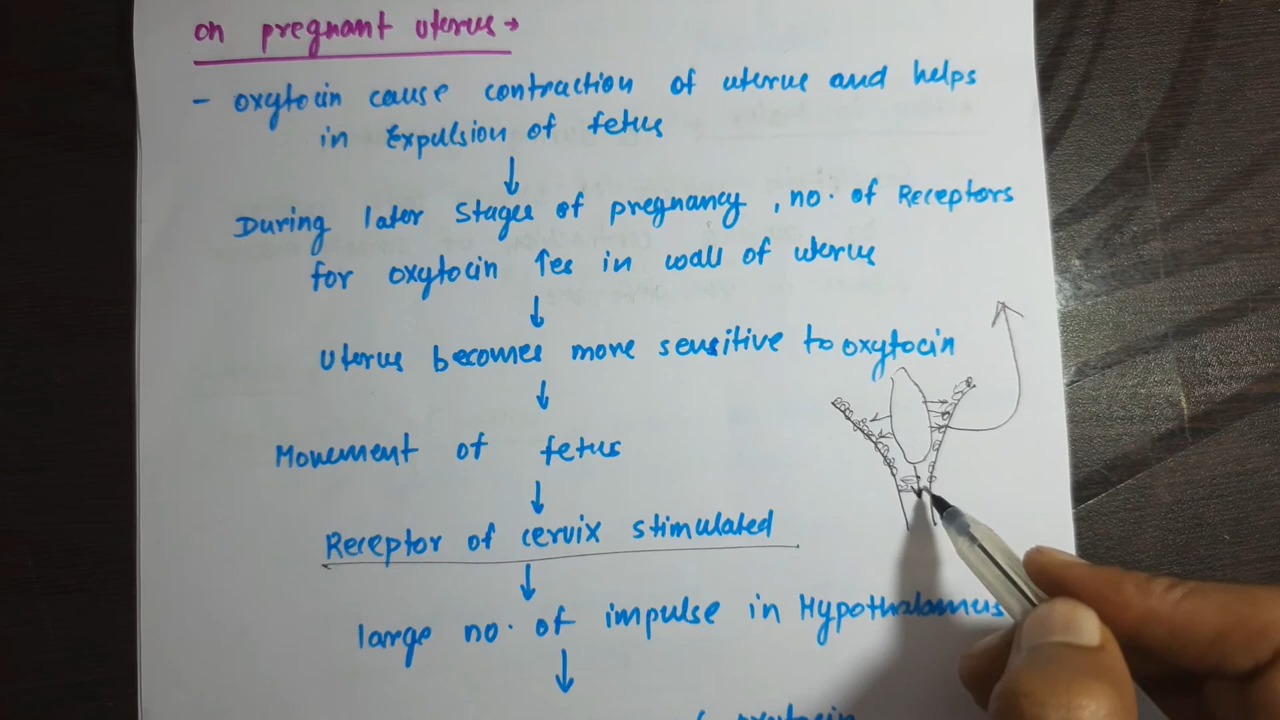 on pregnant uterus →
- oxytocin cause contraction of uterus and helps
in Expulsion of fetus
↓
During later stages of pregnancy, no. of Receptors
for oxytocin ↑es in wall of uterus
↓
uterus becomes more sensitive to oxytocin
↓
Movement of fetus
↓
Receptor of cervix stimulated
↓
large no. of impulse in Hypothalamus
↓
oxytocin